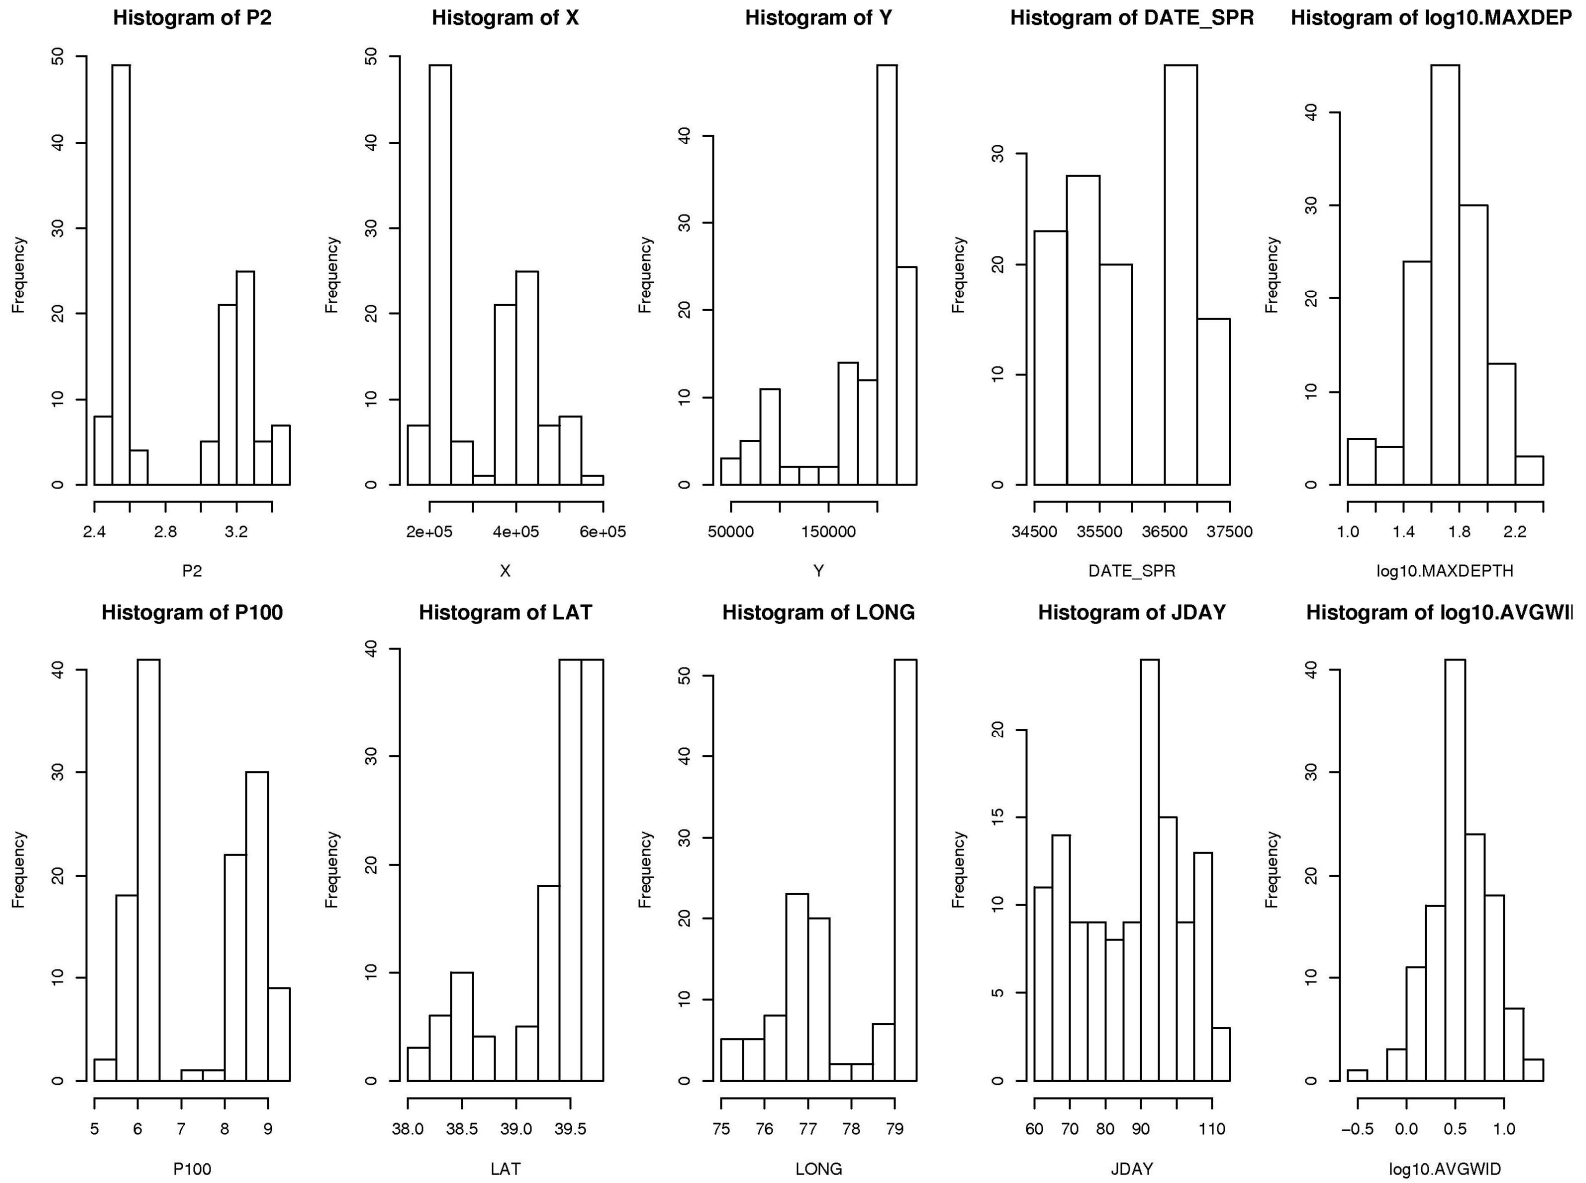 Histogram of P2
Frequency
0 10 20 30 40 50
2.4 2.8 3.2
P2
Histogram of X
Frequency
0 10 20 30 40 50
2e+05 4e+05 6e+05
X
Histogram of Y
Frequency
0 10 20 30 40
50000 150000
Y
Histogram of DATE_SPR
Frequency
0 10 20 30
34500 35500 36500 37500
DATE_SPR
Histogram of log10.MAXDEP
Frequency
0 10 20 30 40
1.0 1.4 1.8 2.2
log10.MAXDEPTH
Histogram of P100
Frequency
0 10 20 30 40
5 6 7 8 9
P100
Histogram of LAT
Frequency
0 10 20 30 40
38.0 38.5 39.0 39.5
LAT
Histogram of LONG
Frequency
0 10 20 30 40 50
75 76 77 78 79
LONG
Histogram of JDAY
Frequency
0 5 10 15 20
60 70 80 90 110
JDAY
Histogram of log10.AVGWI
Frequency
0 10 20 30 40
−0.5 0.0 0.5 1.0
log10.AVGWID